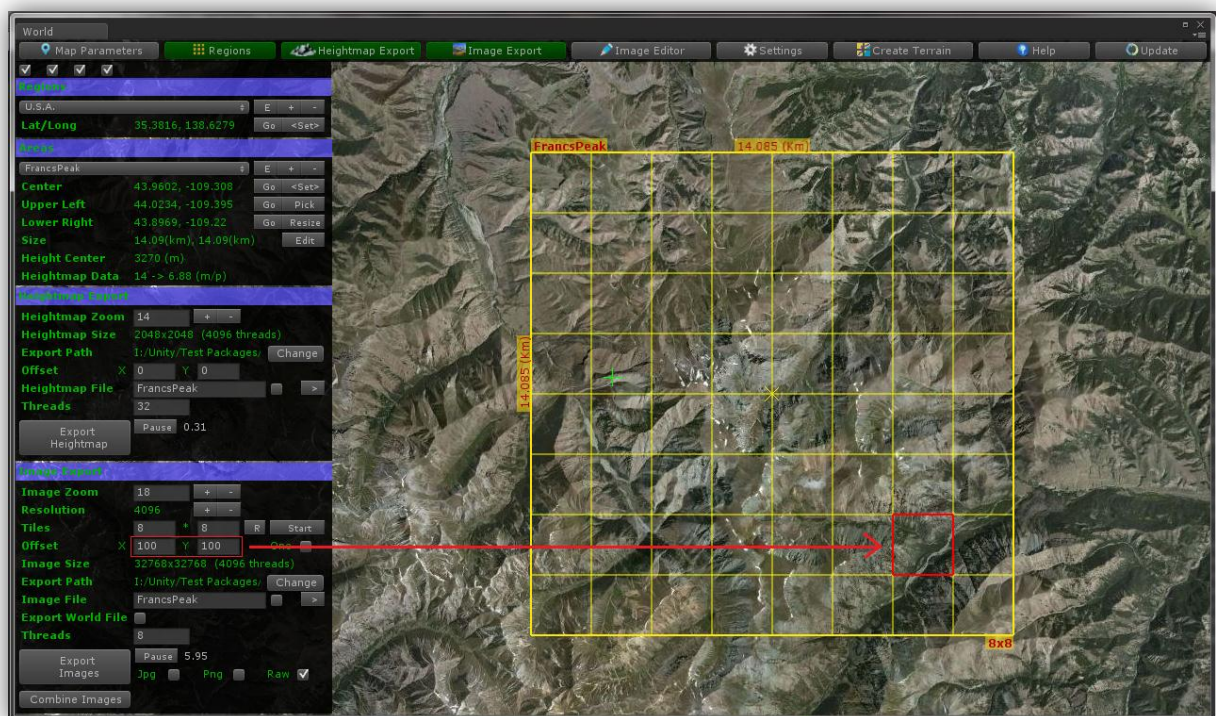 World
Map Parameters Regions Heightmap Export Image Export Image Editor Settings Create Terrain Help Update
Regions
U.S.A. E + -
Lat/Long 35.3816, 138.6279 Go <Set>
Areas
FrancsPeak E + -
Center 43.9602, -109.308 Go <Set>
Upper Left 44.0234, -109.395 Go Pick
Lower Right 43.8969, -109.22 Go Resize
Size 14.09(km), 14.09(km) Edit
Height Center 3270 (m)
Heightmap Data 14 -> 6.88 (m/p)
Heightmap Export
Heightmap Zoom 14 + -
Heightmap Size 2048x2048 (4096 threads)
Export Path I:/Unity/Test Packages/ Change
Offset X 0 Y 0
Heightmap File FrancsPeak >
Threads 32
Export Heightmap Pause 0.31
Image Export
Image Zoom 18 + -
Resolution 4096 + -
Tiles 8 * 8 R Start
Offset X 100 Y 100 One
Image Size 32768x32768 (4096 threads)
Export Path I:/Unity/Test Packages/ Change
Image File FrancsPeak >
Export World File
Threads 8
Export Images Pause 5.95
Jpg Png Raw
Combine Images
FrancsPeak 14.085 (Km)
14.085 (Km)
8x8